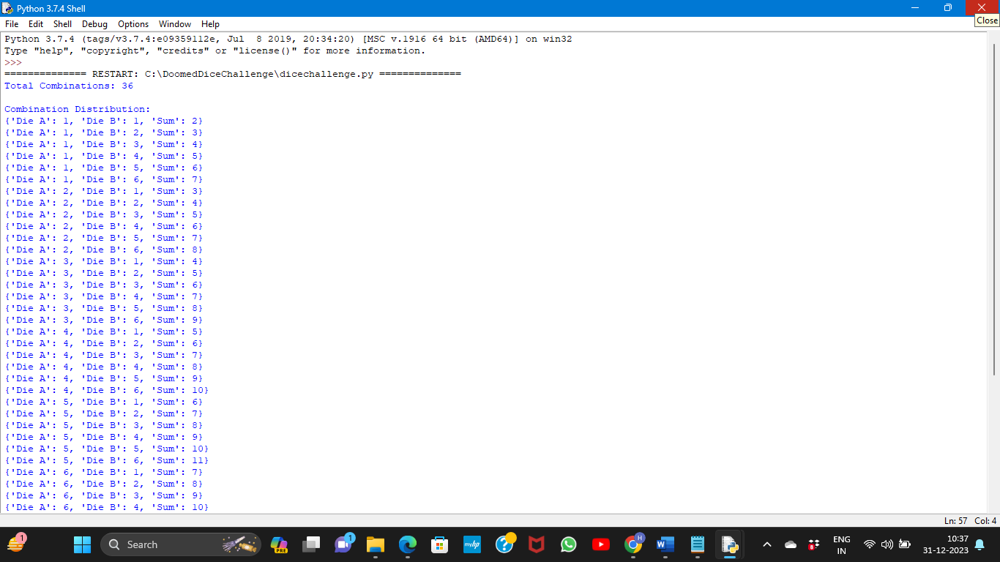 Python 3.7.4 Shell
Close
File Edit Shell Debug Options Window Help
Python 3.7.4 (tags/v3.7.4:e09359112e, Jul  8 2019, 20:34:20) [MSC v.1916 64 bit (AMD64)] on win32
Type "help", "copyright", "credits" or "license()" for more information.
>>>
============== RESTART: C:\DoomedDiceChallenge\dicechallenge.py ==============
Total Combinations: 36
Combination Distribution:
{'Die A': 1, 'Die B': 1, 'Sum': 2}
{'Die A': 1, 'Die B': 2, 'Sum': 3}
{'Die A': 1, 'Die B': 3, 'Sum': 4}
{'Die A': 1, 'Die B': 4, 'Sum': 5}
{'Die A': 1, 'Die B': 5, 'Sum': 6}
{'Die A': 1, 'Die B': 6, 'Sum': 7}
{'Die A': 2, 'Die B': 1, 'Sum': 3}
{'Die A': 2, 'Die B': 2, 'Sum': 4}
{'Die A': 2, 'Die B': 3, 'Sum': 5}
{'Die A': 2, 'Die B': 4, 'Sum': 6}
{'Die A': 2, 'Die B': 5, 'Sum': 7}
{'Die A': 2, 'Die B': 6, 'Sum': 8}
{'Die A': 3, 'Die B': 1, 'Sum': 4}
{'Die A': 3, 'Die B': 2, 'Sum': 5}
{'Die A': 3, 'Die B': 3, 'Sum': 6}
{'Die A': 3, 'Die B': 4, 'Sum': 7}
{'Die A': 3, 'Die B': 5, 'Sum': 8}
{'Die A': 3, 'Die B': 6, 'Sum': 9}
{'Die A': 4, 'Die B': 1, 'Sum': 5}
{'Die A': 4, 'Die B': 2, 'Sum': 6}
{'Die A': 4, 'Die B': 3, 'Sum': 7}
{'Die A': 4, 'Die B': 4, 'Sum': 8}
{'Die A': 4, 'Die B': 5, 'Sum': 9}
{'Die A': 4, 'Die B': 6, 'Sum': 10}
{'Die A': 5, 'Die B': 1, 'Sum': 6}
{'Die A': 5, 'Die B': 2, 'Sum': 7}
{'Die A': 5, 'Die B': 3, 'Sum': 8}
{'Die A': 5, 'Die B': 4, 'Sum': 9}
{'Die A': 5, 'Die B': 5, 'Sum': 10}
{'Die A': 5, 'Die B': 6, 'Sum': 11}
{'Die A': 6, 'Die B': 1, 'Sum': 7}
{'Die A': 6, 'Die B': 2, 'Sum': 8}
{'Die A': 6, 'Die B': 3, 'Sum': 9}
{'Die A': 6, 'Die B': 4, 'Sum': 10}
Ln: 57 Col: 4
1 Search PRE 1 myhp ? H W 8 ENG 10:37
IN 31-12-2023